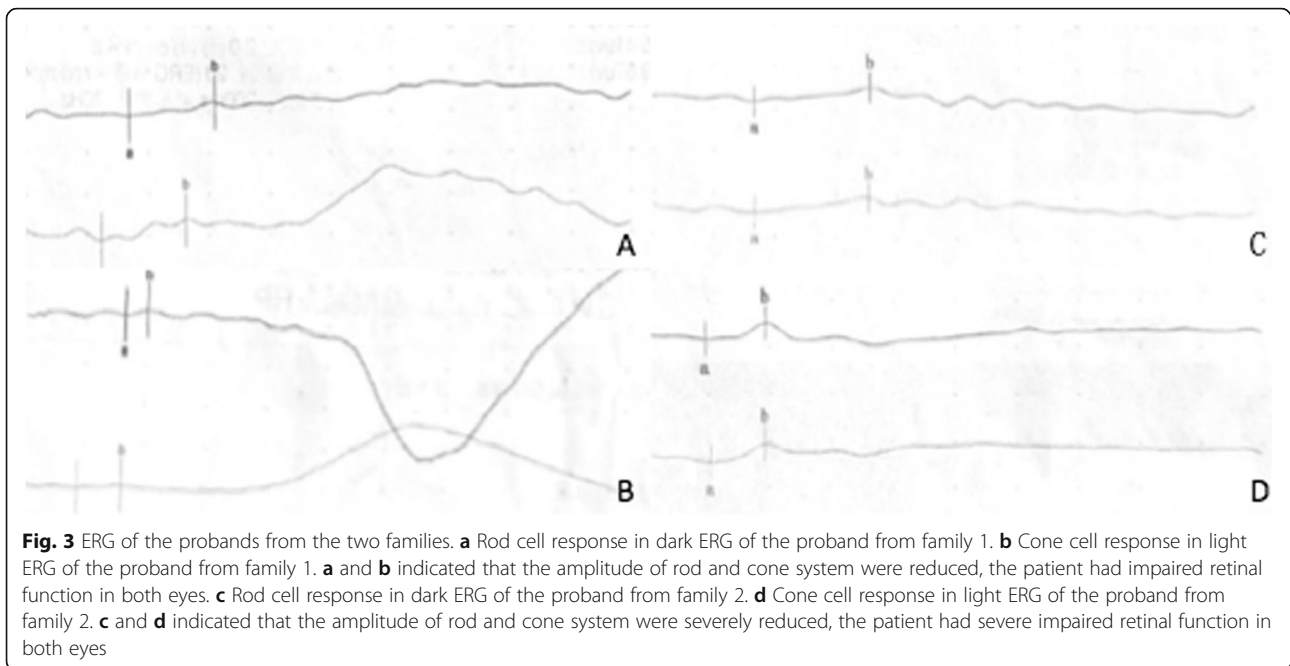 b
a
b
A
b
a
b
B
b
a
b
a
C
b
a
b
a
D
Fig. 3 ERG of the probands from the two families. a Rod cell response in dark ERG of the proband from family 1. b Cone cell response in light
ERG of the proband from family 1. a and b indicated that the amplitude of rod and cone system were reduced, the patient had impaired retinal
function in both eyes. c Rod cell response in dark ERG of the proband from family 2. d Cone cell response in light ERG of the proband from
family 2. c and d indicated that the amplitude of rod and cone system were severely reduced, the patient had severe impaired retinal function in
both eyes